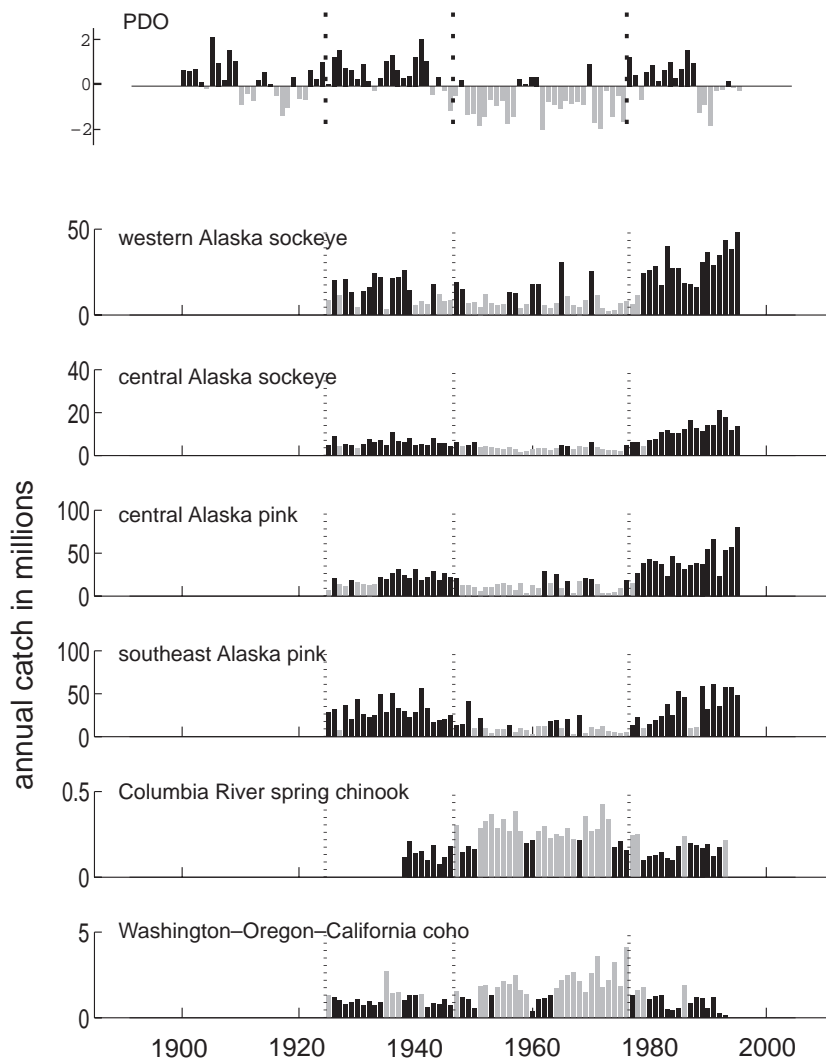 PDO
2
0
−2
50
western Alaska sockeye
0
40
central Alaska sockeye
20
0
100
central Alaska pink
50
0
100
southeast Alaska pink
50
0
0.5
Columbia River spring chinook
0
5
Washington–Oregon–California coho
0
annual catch in millions
1900 1920 1940 1960 1980 2000